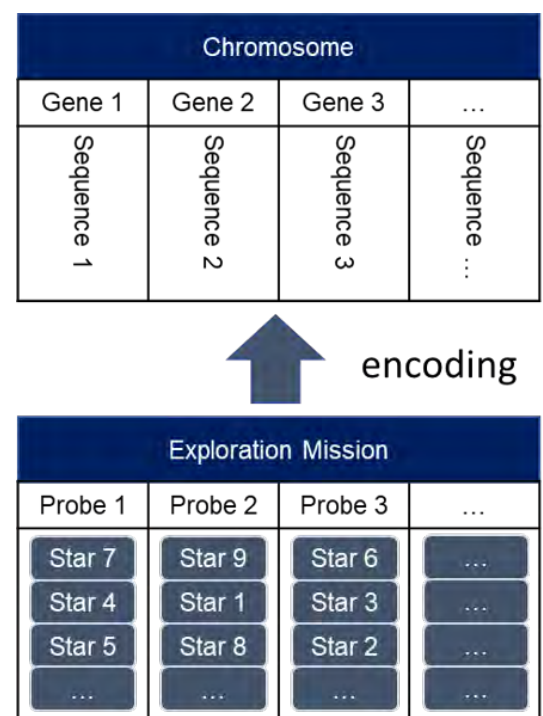 Chromosome
Gene 1 Gene 2 Gene 3 ...
Sequence 1 Sequence 2 Sequence 3 Sequence ...
encoding
Exploration Mission
Probe 1 Probe 2 Probe 3 ...
Star 7 Star 9 Star 6 ...
Star 4 Star 1 Star 3 ...
Star 5 Star 8 Star 2 ...
... ... ... ...